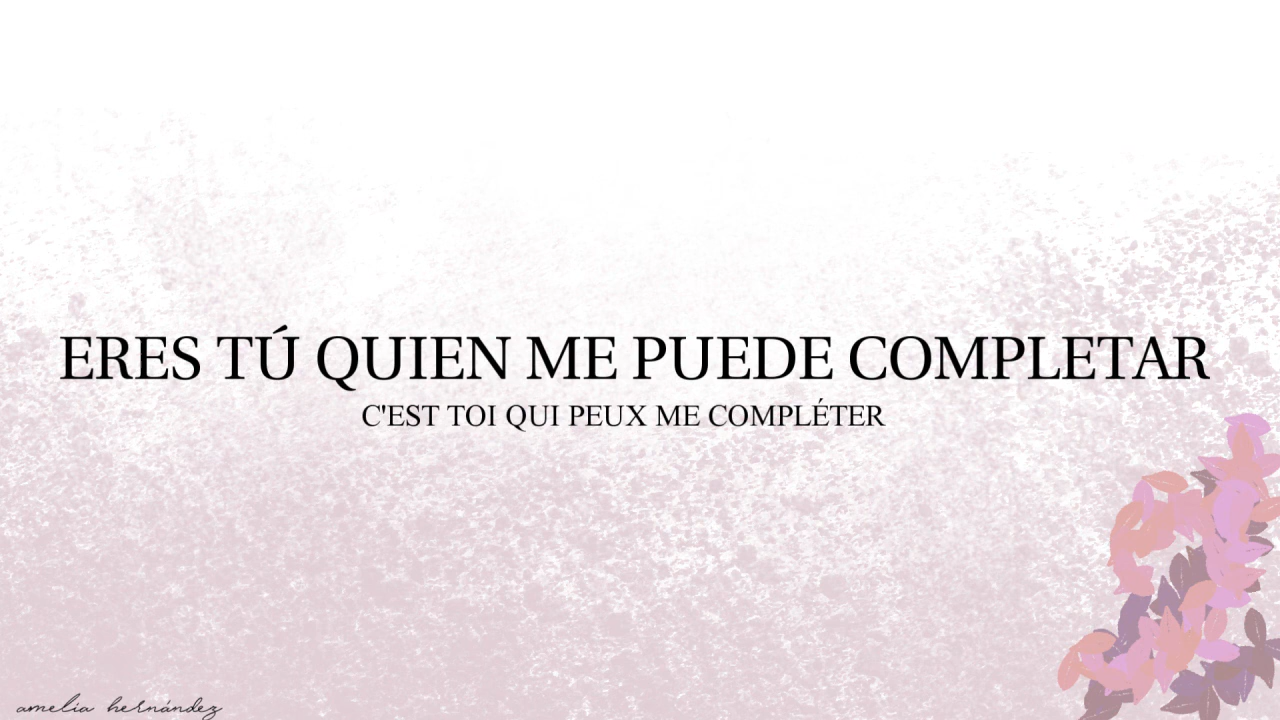 ERES TÚ QUIEN ME PUEDE COMPLETAR
C'EST TOI QUI PEUX ME COMPLÉTER
amelia hernández